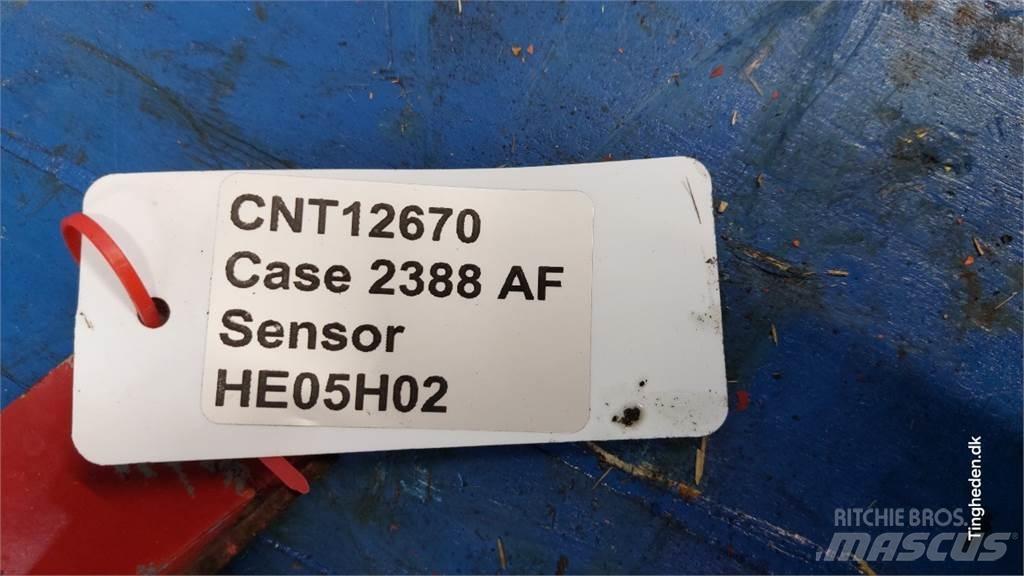 CNT12670
Case 2388 AF
Sensor
HE05H02
Tingheden.dk
RITCHIE BROS.
MASCUS